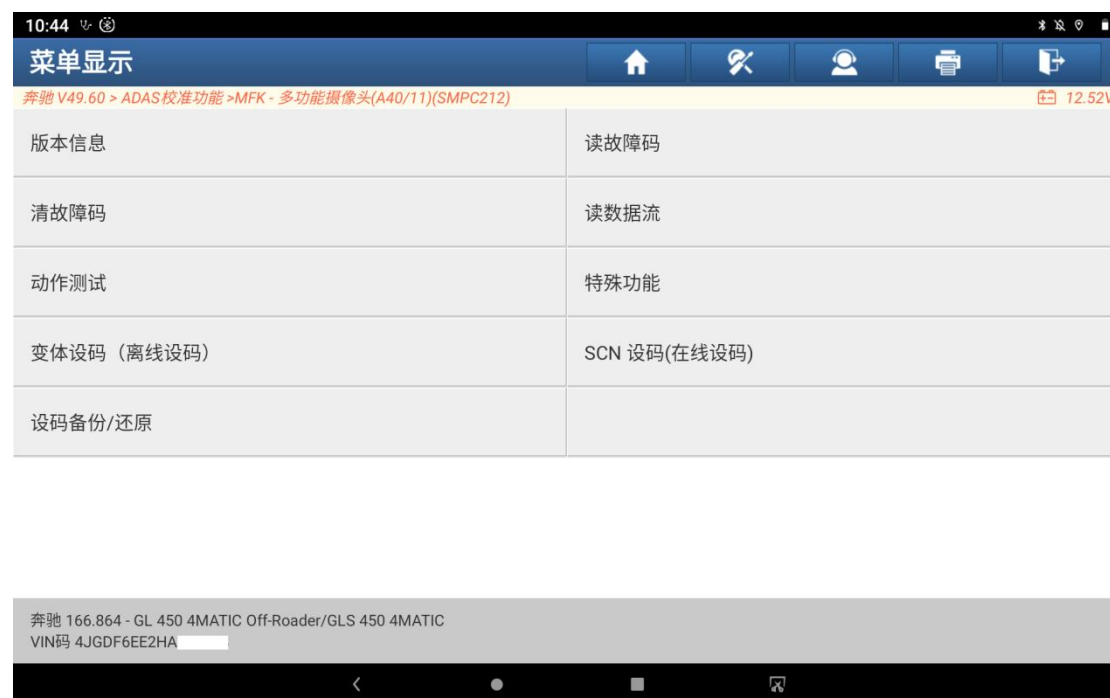 10:44
菜单显示
奔驰 V49.60 > ADAS校准功能 >MFK - 多功能摄像头(A40/11)(SMPC212)
12.52V
版本信息
读故障码
清故障码
读数据流
动作测试
特殊功能
变体设码（离线设码）
SCN 设码(在线设码)
设码备份/还原
奔驰 166.864 - GL 450 4MATIC Off-Roader/GLS 450 4MATIC
VIN码 4JGDF6EE2HA